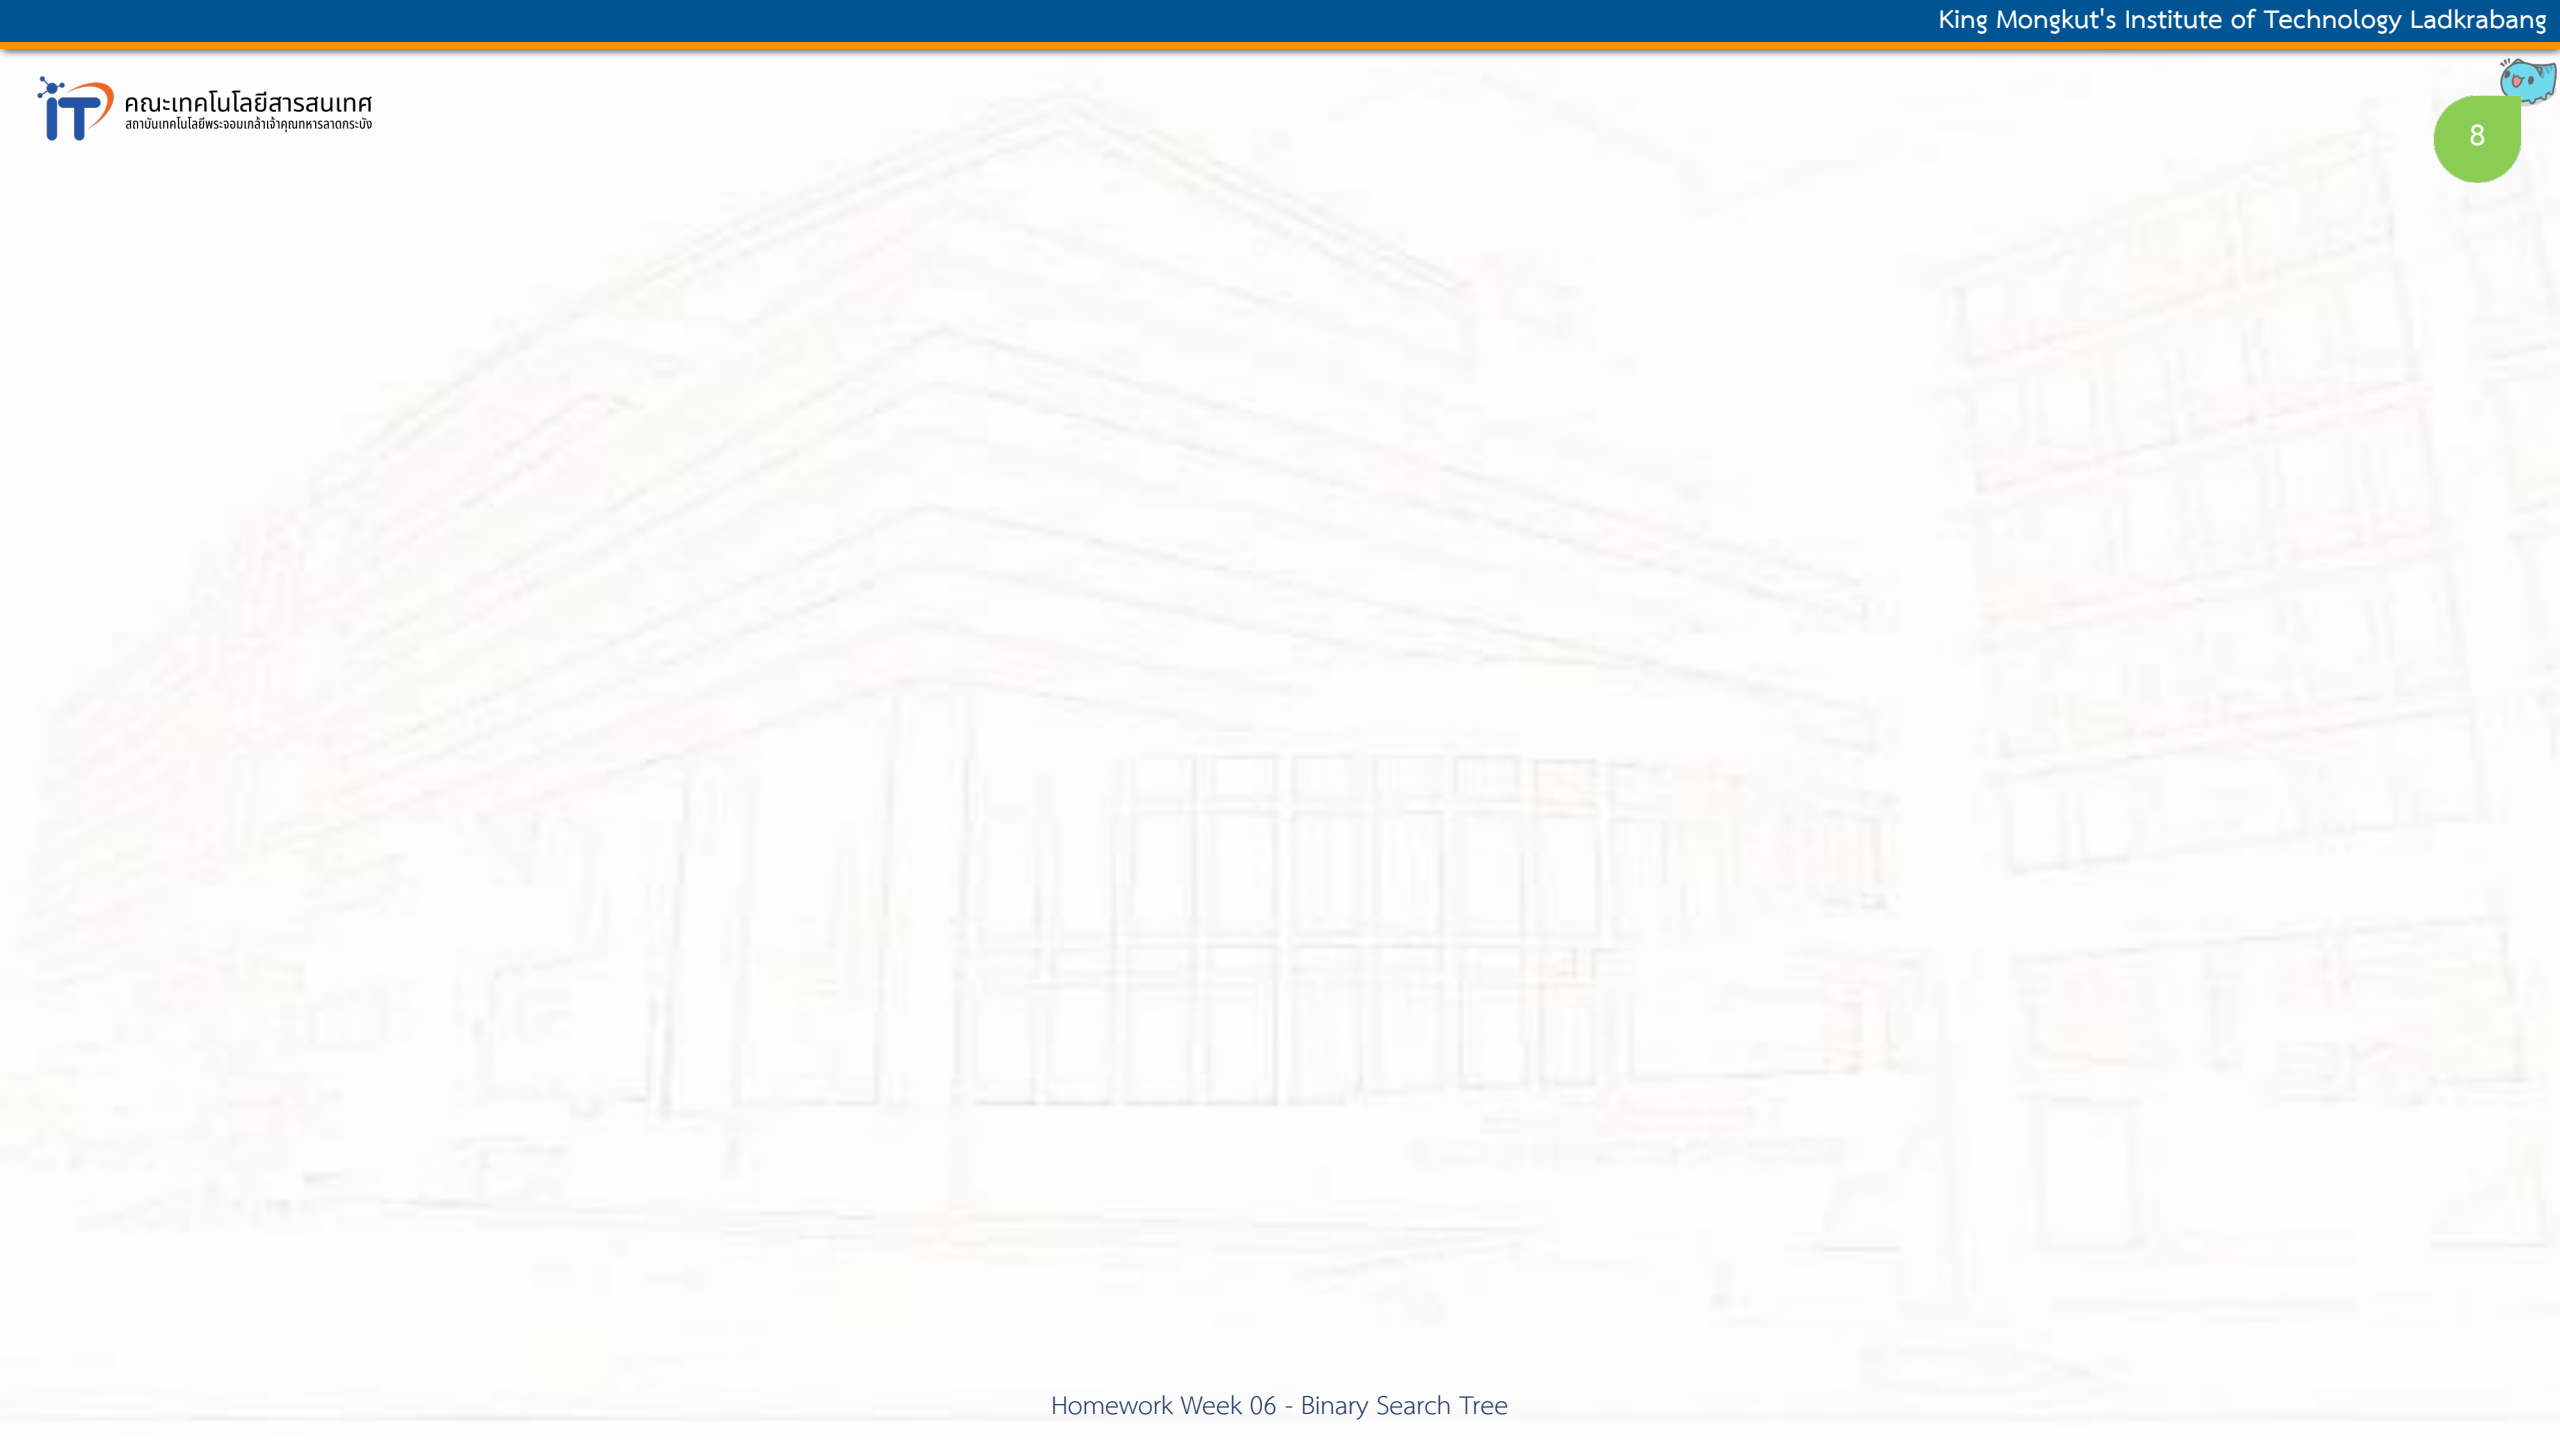 King Mongkut's Institute of Technology Ladkrabang
คณะเทคโนโลยีสารสนเทศ
สถาบันเทคโนโลยีพระจอมเกล้าเจ้าคุณทหารลาดกระบัง
iT
8
Homework Week 06 - Binary Search Tree